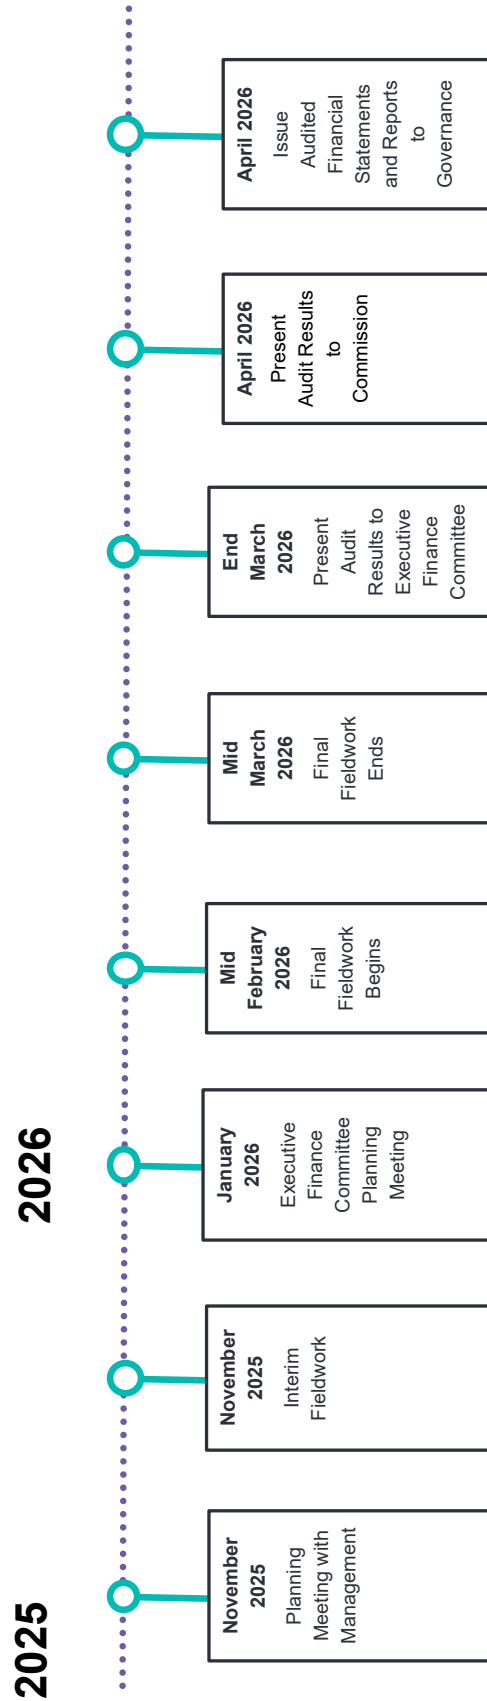 2025
2026
November
2025
Planning
Meeting with
Management
November
2025
Interim
Fieldwork
January
2026
Executive
Finance
Committee
Planning
Meeting
Mid
February
2026
Final
Fieldwork
Begins
Mid
March
2026
Final
Fieldwork
Ends
End
March
2026
Present
Audit
Results to
Executive
Finance
Committee
April 2026
Present
Audit Results
to
Commission
April 2026
Issue
Audited
Financial
Statements
and Reports
to
Governance